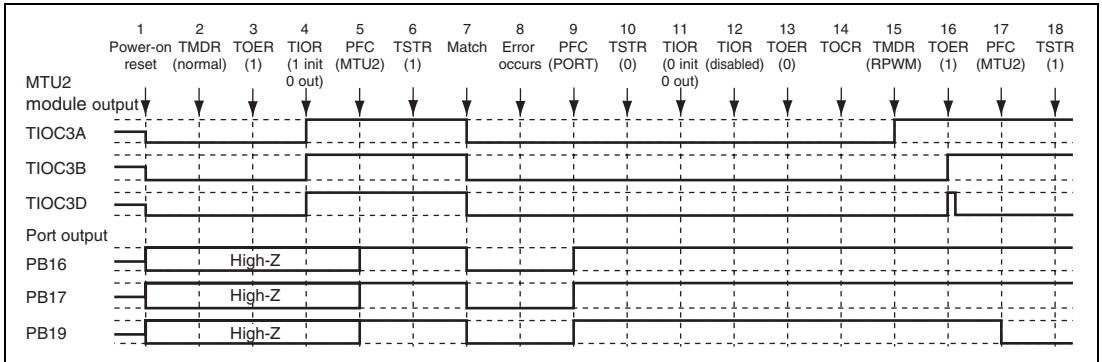 1 2 3 4 5 6 7 8 9 10 11 12 13 14 15 16 17 18
Power-on TMDR TOER TIOR PFC TSTR Match Error PFC TSTR TIOR TIOR TOER TOCR TMDR TOER PFC TSTR
reset (normal) (1) (1 init (MTU2) (1) occurs (PORT) (0) (0 init (disabled) (0) (RPWM) (1) (MTU2) (1)
0 out) 0 out)
MTU2
module output
TIOC3A
TIOC3B
TIOC3D
Port output
PB16 High-Z
PB17 High-Z
PB19 High-Z